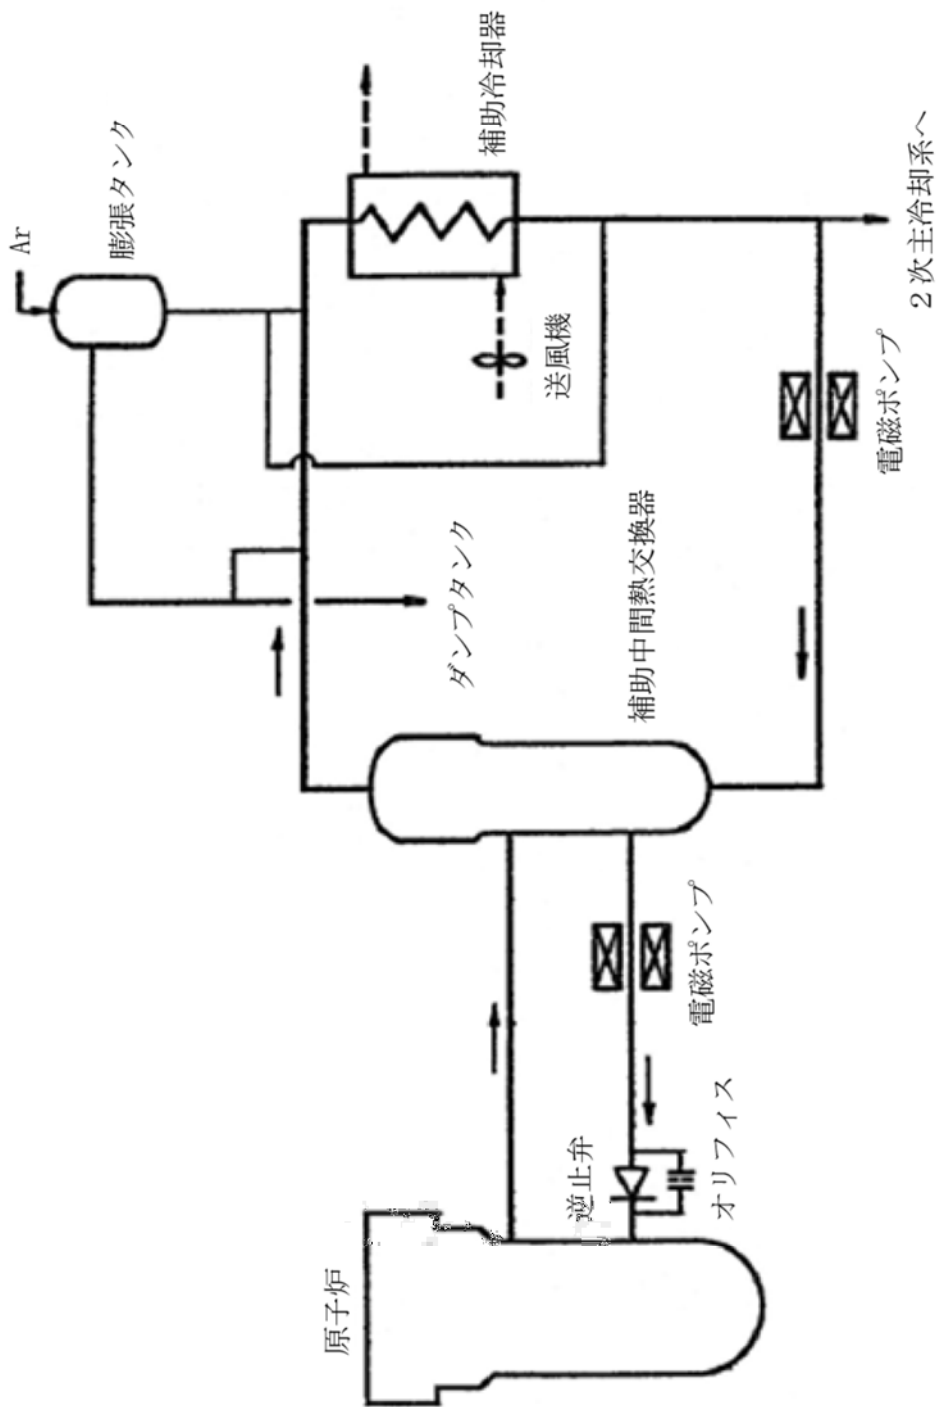 Ar
膨張タンク
補助冷却器
送風機
ダンプタンク
2次主冷却系へ
電磁ポンプ
補助中間熱交換器
電磁ポンプ
逆止弁
オリフィス
原子炉